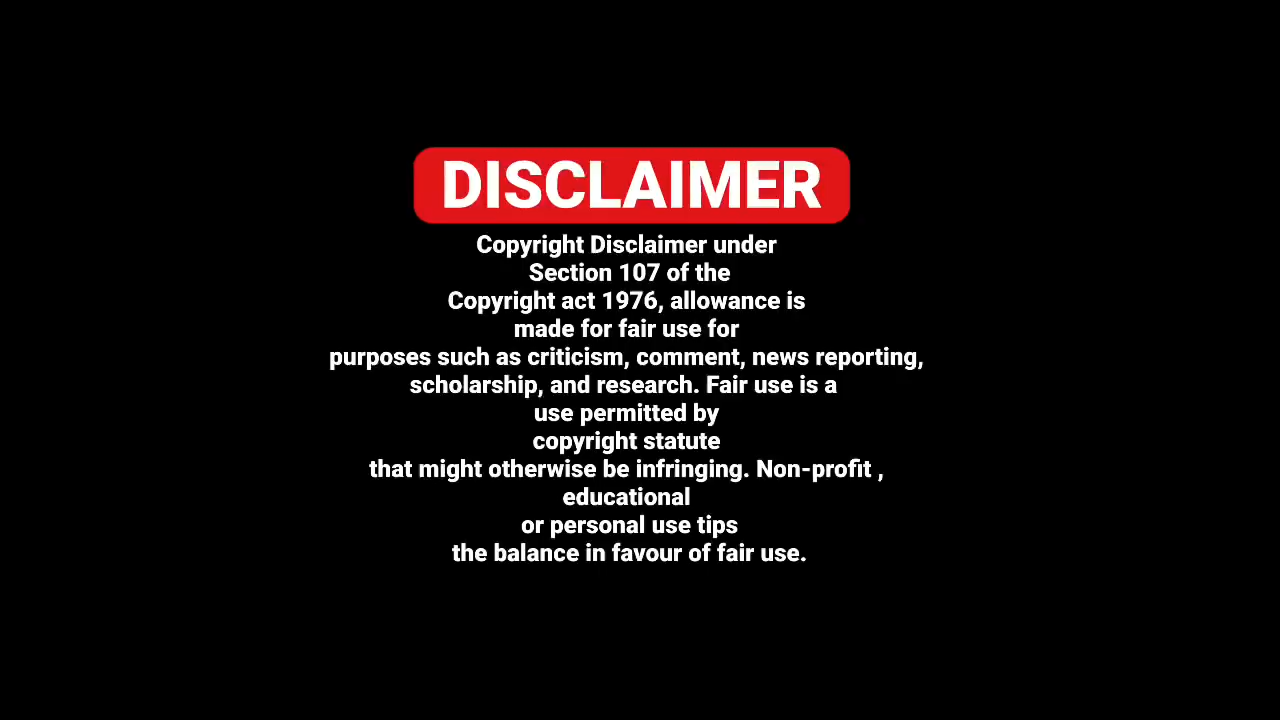 DISCLAIMER
Copyright Disclaimer under
Section 107 of the
Copyright act 1976, allowance is
made for fair use for
purposes such as criticism, comment, news reporting,
scholarship, and research. Fair use is a
use permitted by
copyright statute
that might otherwise be infringing. Non-profit ,
educational
or personal use tips
the balance in favour of fair use.